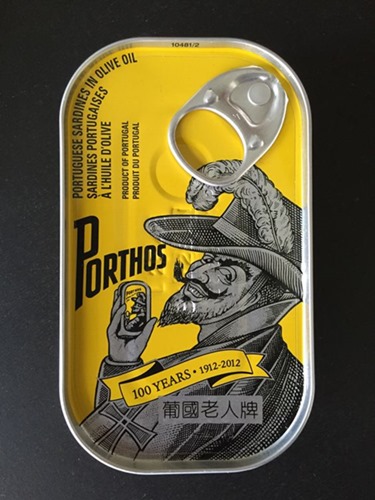 10481/2
PORTUGUESE SARDINES IN OLIVE OIL
SARDINES PORTUGAISES
À L'HUILE D'OLIVE
PRODUCT OF PORTUGAL
PRODUIT DU PORTUGAL
PORTHOS
100 YEARS • 1912-2012
葡國老人牌